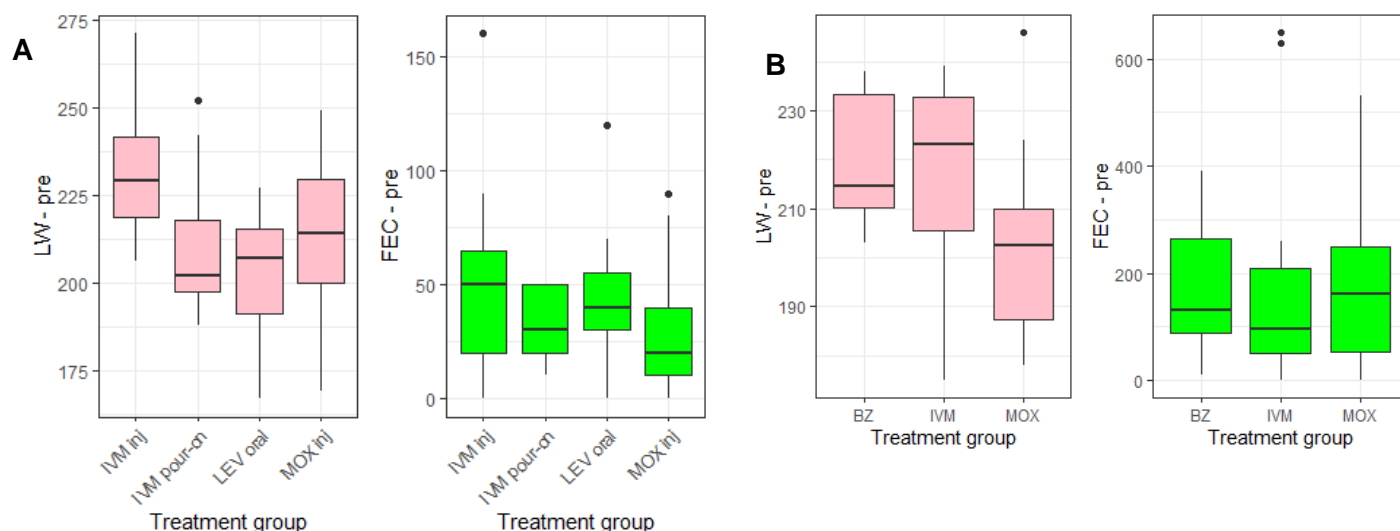 A
LW - pre
275
250
225
200
175
IVM inj
IVM pour-on
LEV oral
MOX inj
Treatment group
FEC - pre
150
100
50
0
IVM inj
IVM pour-on
LEV oral
MOX inj
Treatment group
B
LW - pre
230
210
190
BZ IVM MOX
Treatment group
FEC - pre
600
400
200
0
BZ IVM MOX
Treatment group